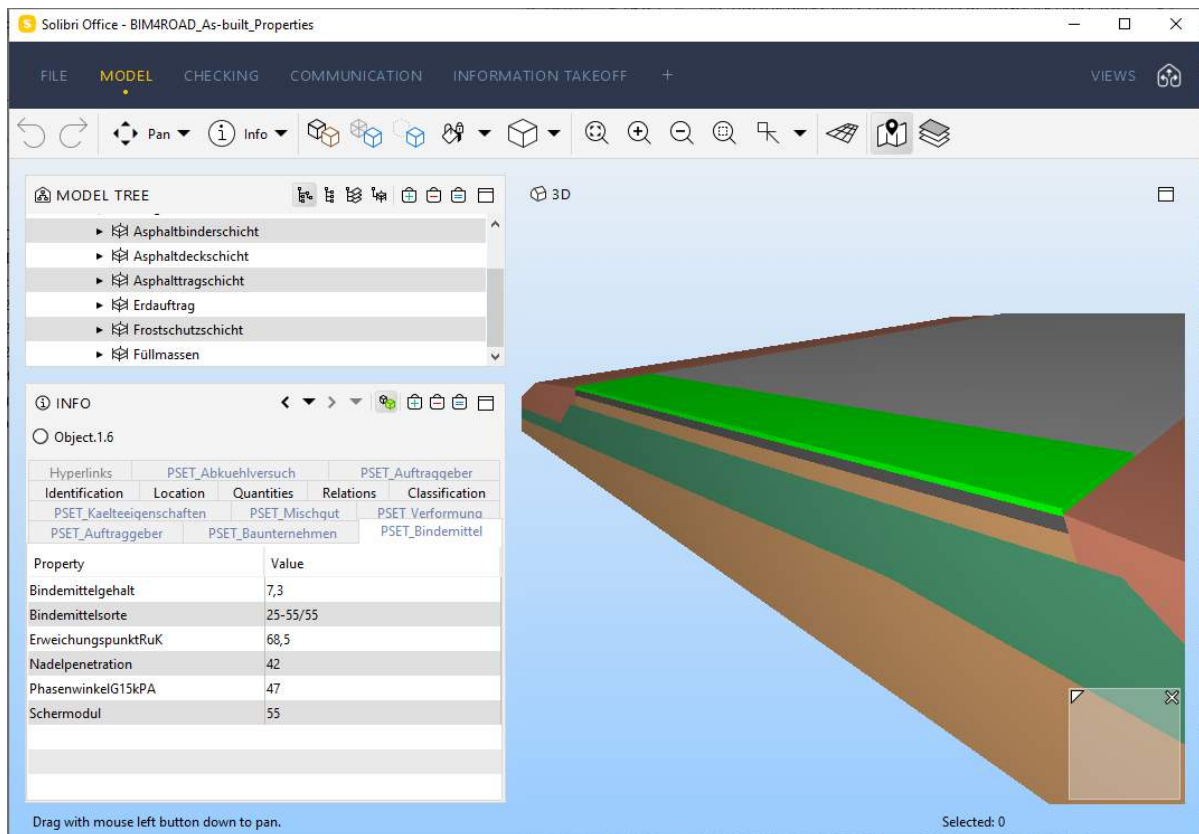 Solibri Office - BIM4ROAD_As-built_Properties
FILE MODEL CHECKING COMMUNICATION INFORMATION TAKEOFF + VIEWS
Pan Info
MODEL TREE
Asphaltbinderschicht
Asphaltdeckschicht
Asphalttragschicht
Erdauftrag
Frostschutzschicht
Füllmassen
INFO
Object.1.6
Hyperlinks PSET_Abkuehlversuch PSET_Auftraggeber
Identification Location Quantities Relations Classification
PSET_Kaelteeigenschaften PSET_Mischgut PSET_Verformung
PSET_Auftraggeber PSET_Baunternehmen PSET_Bindemittel
Property Value
Bindemittelgehalt 7,3
Bindemittelsorte 25-55/55
ErweichungspunktRuK 68,5
Nadelpenetration 42
PhasenwinkelG15kPA 47
Schermodul 55
3D
Drag with mouse left button down to pan. Selected: 0